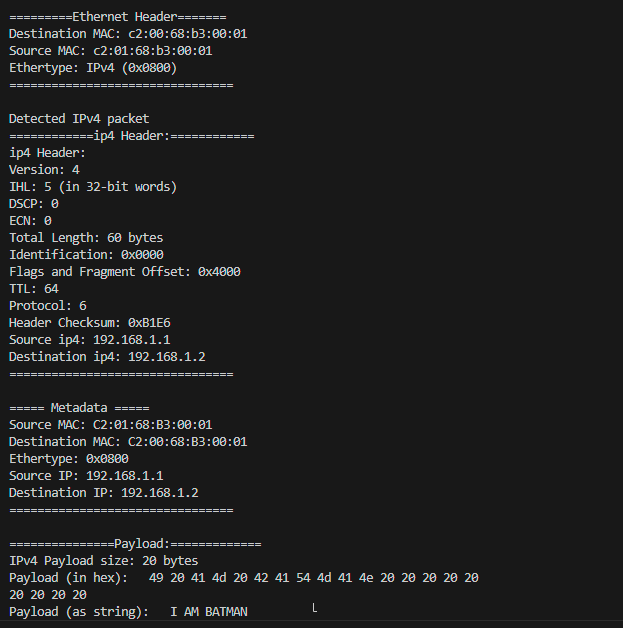 =========Ethernet Header=======
Destination MAC: c2:00:68:b3:00:01
Source MAC: c2:01:68:b3:00:01
Ethertype: IPv4 (0x0800)
================================
Detected IPv4 packet
============ip4 Header:============
ip4 Header:
Version: 4
IHL: 5 (in 32-bit words)
DSCP: 0
ECN: 0
Total Length: 60 bytes
Identification: 0x0000
Flags and Fragment Offset: 0x4000
TTL: 64
Protocol: 6
Header Checksum: 0xB1E6
Source ip4: 192.168.1.1
Destination ip4: 192.168.1.2
================================
===== Metadata =====
Source MAC: C2:01:68:B3:00:01
Destination MAC: C2:00:68:B3:00:01
Ethertype: 0x0800
Source IP: 192.168.1.1
Destination IP: 192.168.1.2
================================
===============Payload:=============
IPv4 Payload size: 20 bytes
Payload (in hex):   49 20 41 4d 20 42 41 54 4d 41 4e 20 20 20 20 20
20 20 20 20
Payload (as string):   I AM BATMAN         └